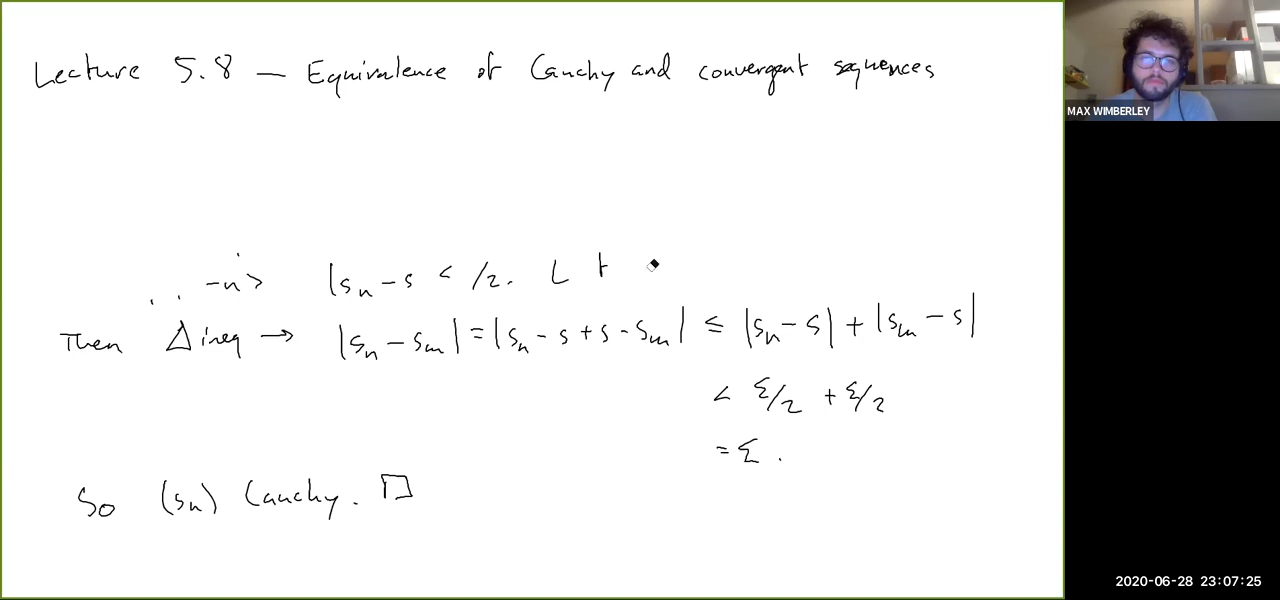 Lecture 5.8 — Equivalence of Cauchy and convergent sequences
MAX WIMBERLEY
|sₙ - s < /2.
Then Δ ineq → |sₙ - sₘ| = |sₙ - s + s - sₘ| ≤ |sₙ - s| + |sₘ - s|
< ε/2 + ε/2
= ε.
So (sₙ) Cauchy. □
2020-06-28 23:07:25